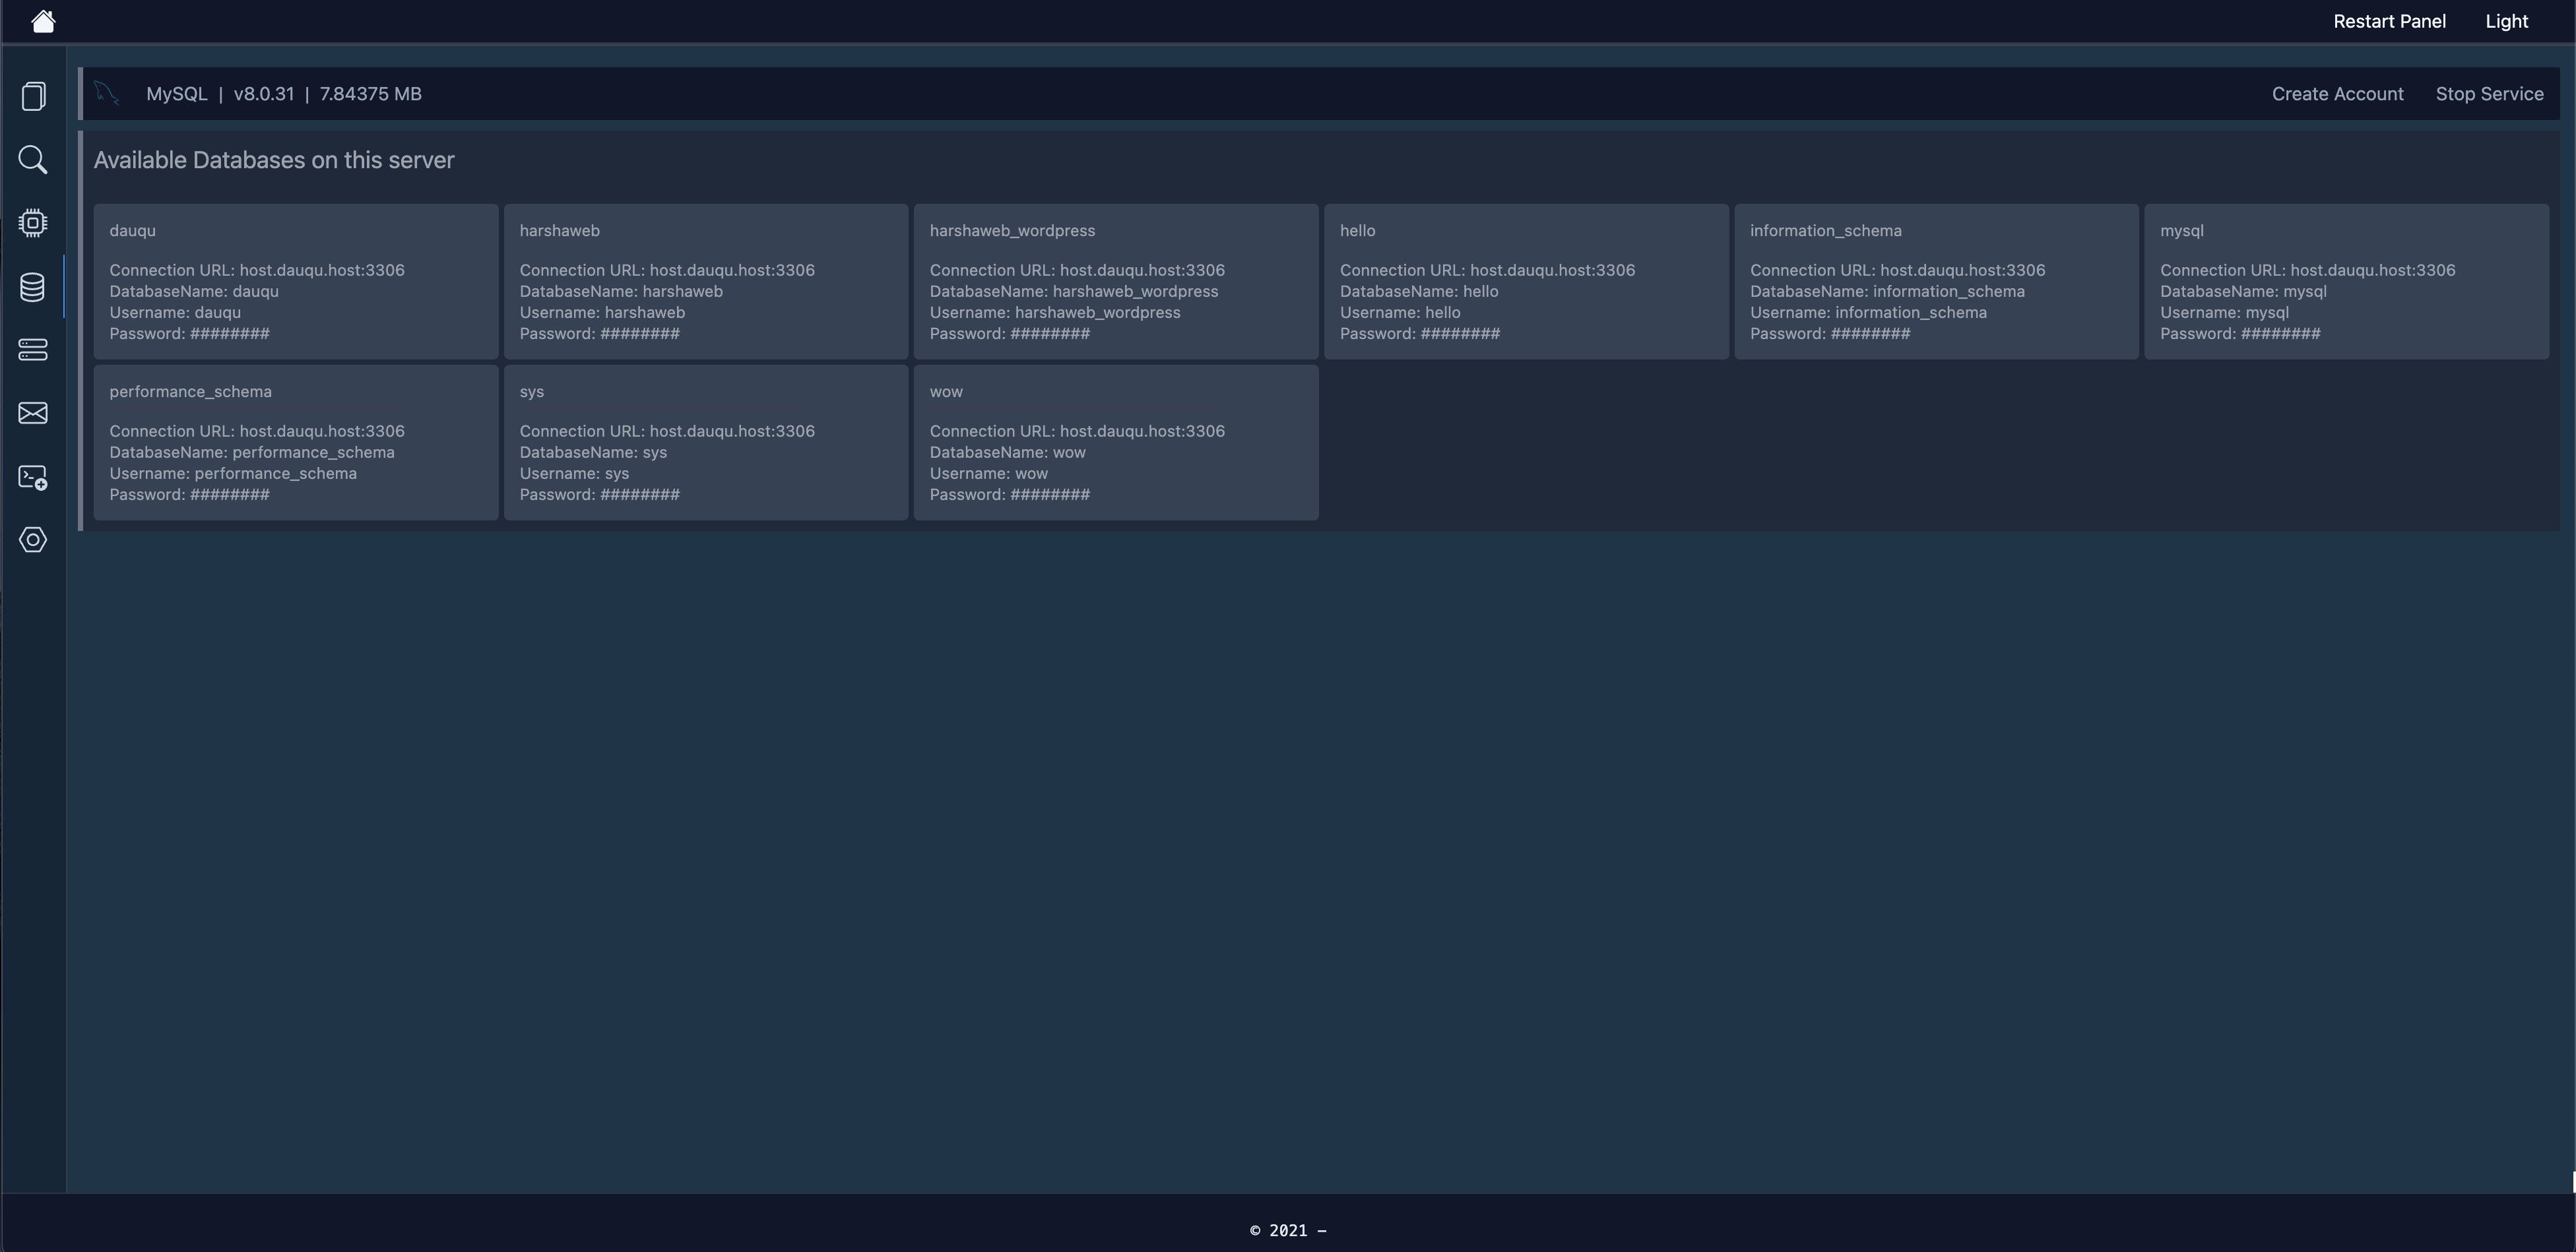 Restart Panel Light
MySQL | v8.0.31 | 7.84375 MB
Create Account Stop Service
Available Databases on this server
dauqu
Connection URL: host.dauqu.host:3306
DatabaseName: dauqu
Username: dauqu
Password: ########
harshaweb
Connection URL: host.dauqu.host:3306
DatabaseName: harshaweb
Username: harshaweb
Password: ########
harshaweb_wordpress
Connection URL: host.dauqu.host:3306
DatabaseName: harshaweb_wordpress
Username: harshaweb_wordpress
Password: ########
hello
Connection URL: host.dauqu.host:3306
DatabaseName: hello
Username: hello
Password: ########
information_schema
Connection URL: host.dauqu.host:3306
DatabaseName: information_schema
Username: information_schema
Password: ########
mysql
Connection URL: host.dauqu.host:3306
DatabaseName: mysql
Username: mysql
Password: ########
performance_schema
Connection URL: host.dauqu.host:3306
DatabaseName: performance_schema
Username: performance_schema
Password: ########
sys
Connection URL: host.dauqu.host:3306
DatabaseName: sys
Username: sys
Password: ########
wow
Connection URL: host.dauqu.host:3306
DatabaseName: wow
Username: wow
Password: ########
© 2021 —